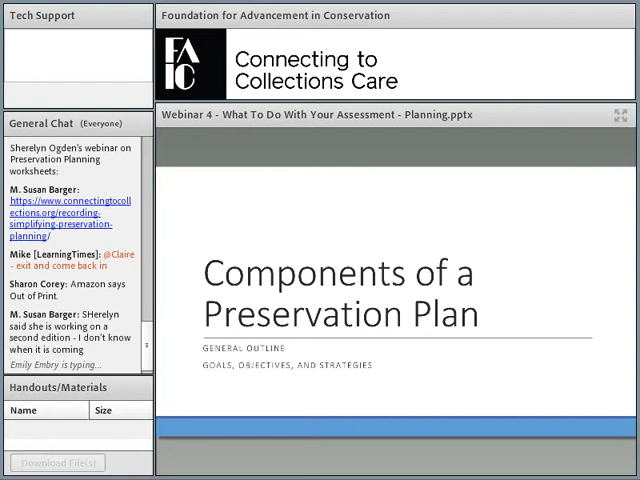 Tech Support
Foundation for Advancement in Conservation
FA
IC
Connecting to
Collections Care
General Chat (Everyone)
Sherelyn Ogden's webinar on
Preservation Planning
worksheets:
M. Susan Barger:
https://www.connectingtocoll
ections.org/recording-
simplifying-preservation-
planning/
Mike [LearningTimes]: @Claire
- exit and come back in
Sharon Corey: Amazon says
Out of Print.
M. Susan Barger: SHerelyn
said she is working on a
second edition - I don't know
when it is coming
Emily Embry is typing...
Handouts/Materials
Name Size
Download File(s)
Webinar 4 - What To Do With Your Assessment - Planning.pptx
Components of a
Preservation Plan
GENERAL OUTLINE
GOALS, OBJECTIVES, AND STRATEGIES